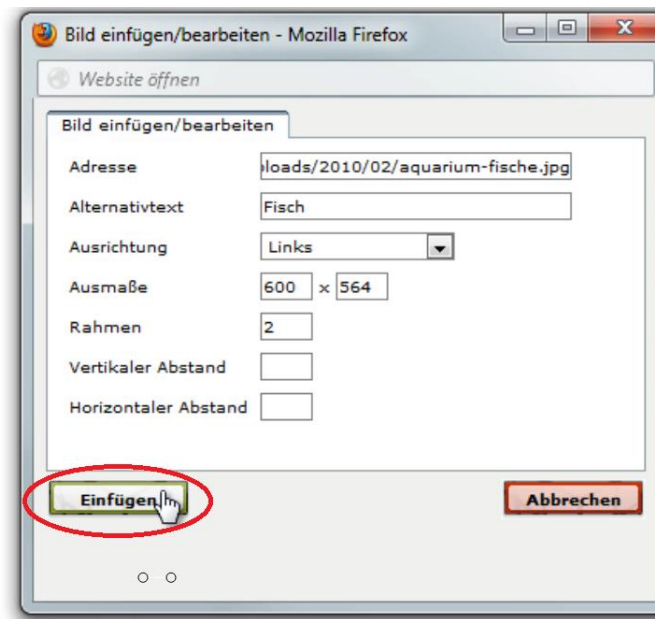 Bild einfügen/bearbeiten - Mozilla Firefox
Website öffnen
Bild einfügen/bearbeiten
Adresse
loads/2010/02/aquarium-fische.jpg
Alternativtext
Fisch
Ausrichtung
Links
Ausmaße
600 x 564
Rahmen
2
Vertikaler Abstand
Horizontaler Abstand
Einfügen
Abbrechen